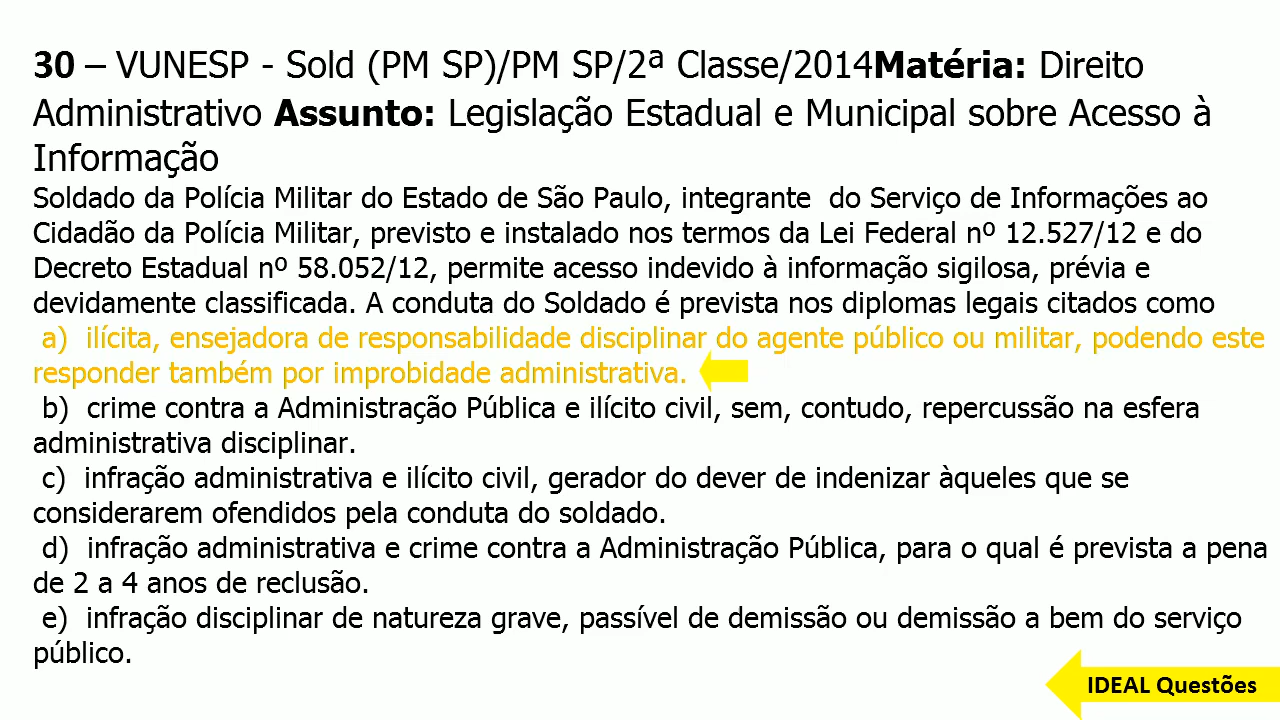 30 – VUNESP - Sold (PM SP)/PM SP/2ª Classe/2014Matéria: Direito
Administrativo Assunto: Legislação Estadual e Municipal sobre Acesso à
Informação
Soldado da Polícia Militar do Estado de São Paulo, integrante do Serviço de Informações ao
Cidadão da Polícia Militar, previsto e instalado nos termos da Lei Federal nº 12.527/12 e do
Decreto Estadual nº 58.052/12, permite acesso indevido à informação sigilosa, prévia e
devidamente classificada. A conduta do Soldado é prevista nos diplomas legais citados como
a) ilícita, ensejadora de responsabilidade disciplinar do agente público ou militar, podendo este
responder também por improbidade administrativa.
b) crime contra a Administração Pública e ilícito civil, sem, contudo, repercussão na esfera
administrativa disciplinar.
c) infração administrativa e ilícito civil, gerador do dever de indenizar àqueles que se
considerarem ofendidos pela conduta do soldado.
d) infração administrativa e crime contra a Administração Pública, para o qual é prevista a pena
de 2 a 4 anos de reclusão.
e) infração disciplinar de natureza grave, passível de demissão ou demissão a bem do serviço
público.
IDEAL Questões